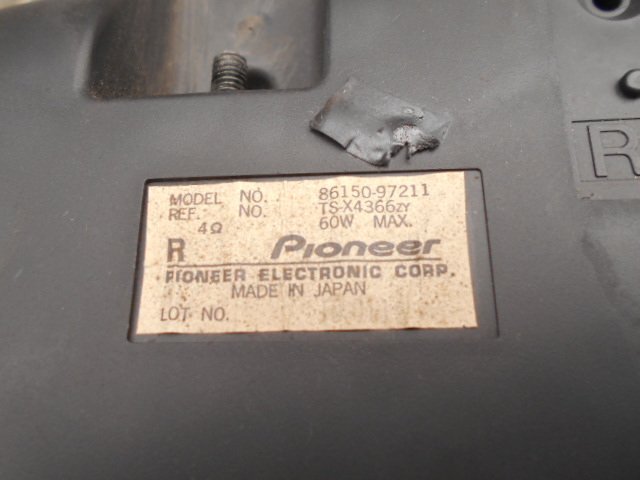 R
MODEL NO. 86150-97211
REF. NO. TS-X4366ZY
4Ω 60W MAX.
R Pioneer
PIONEER ELECTRONIC CORP.
MADE IN JAPAN
LOT NO.